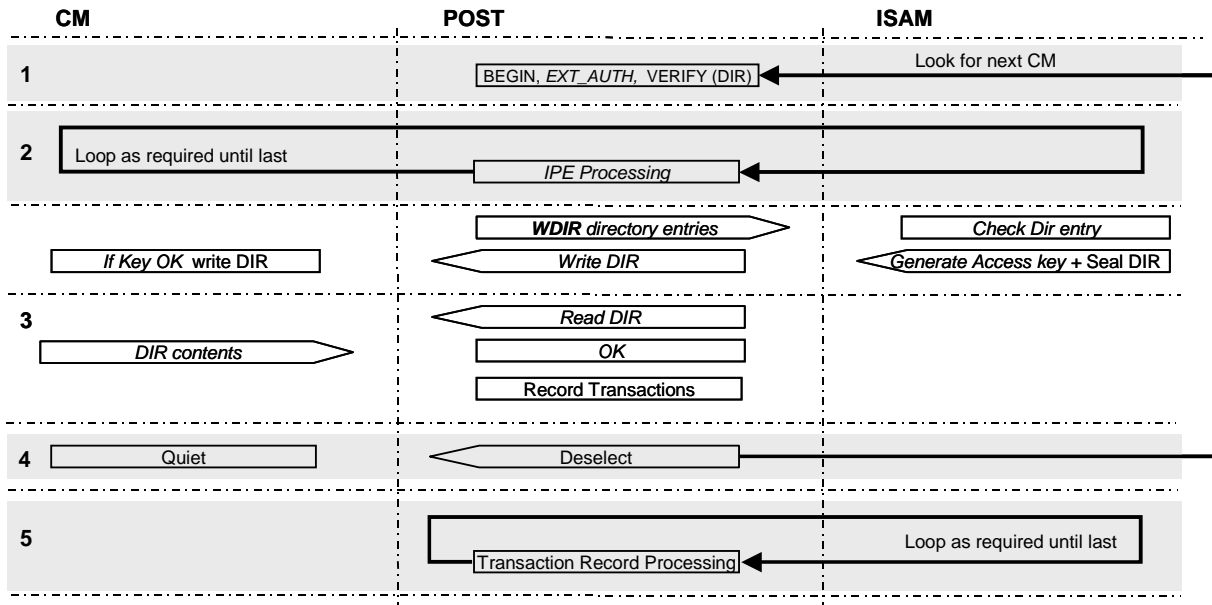 CM POST ISAM
1 BEGIN, EXT_AUTH, VERIFY (DIR) Look for next CM
2 Loop as required until last IPE Processing
WDIR directory entries Check Dir entry
If Key OK write DIR Write DIR Generate Access key + Seal DIR
3 Read DIR
DIR contents OK
Record Transactions
4 Quiet Deselect
5 Loop as required until last
Transaction Record Processing